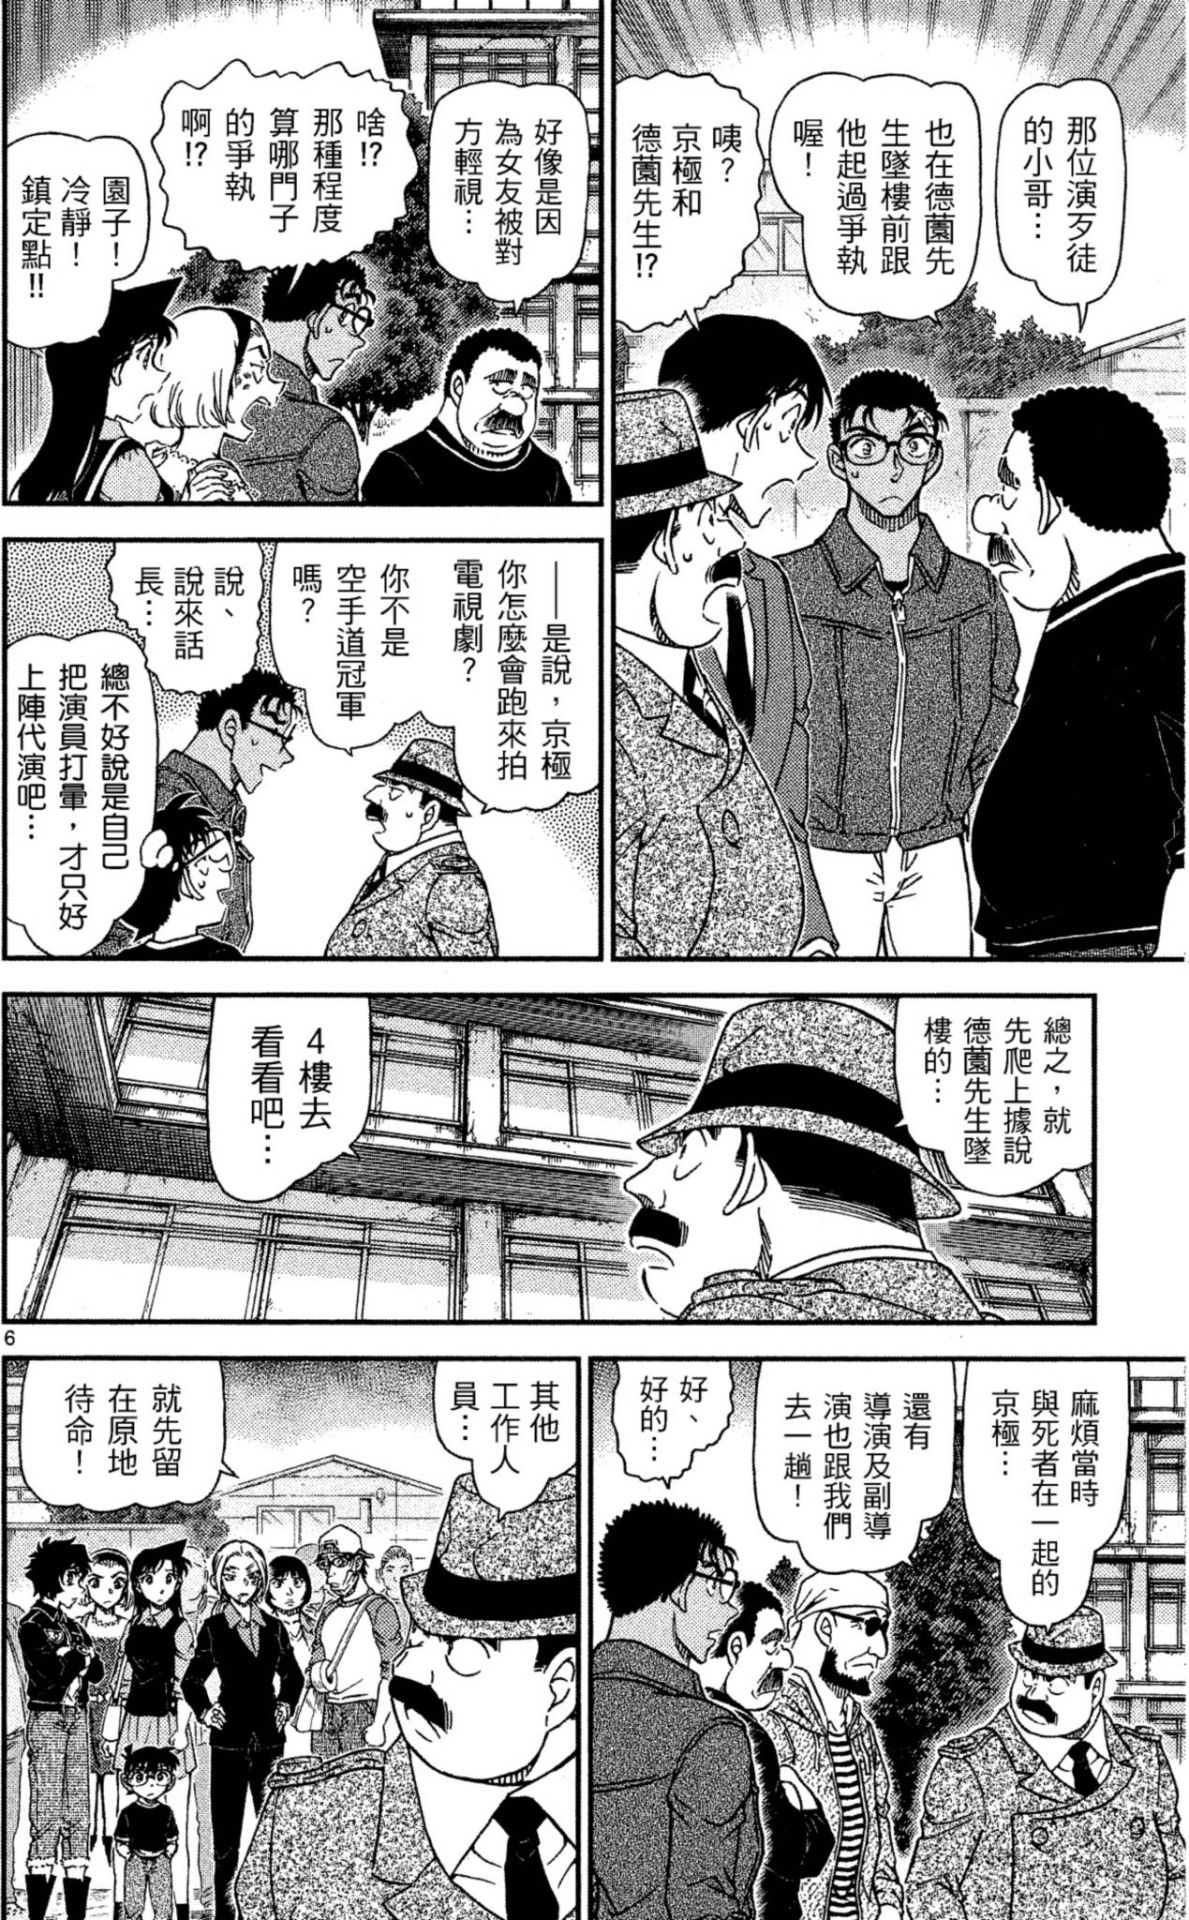 那位演歹徒
的小哥…
也在德薗先
生墜樓前跟
他起過爭執
喔！
咦？
京極和
德薗先生!?
好像是因
為女友被對
方輕視…
啥!?
那種程度
算哪門子
的爭執
啊!?
園子！
冷靜！
鎮定點!!
──是說，京極
你怎麼會跑來拍
電視劇？
你不是
空手道冠軍
嗎？
說、
說來話
長…
總不好說是自己
把演員打暈，才只好
上陣代演吧…
總之，就
先爬上據說
德薗先生墜
樓的…
4樓去
看看吧…
6
麻煩當時
與死者在一起的
京極…
還有
導演及副導
演也跟我們
去一趟！
好、
好的…
其他
工作人
員…
就先留
在原地
待命！